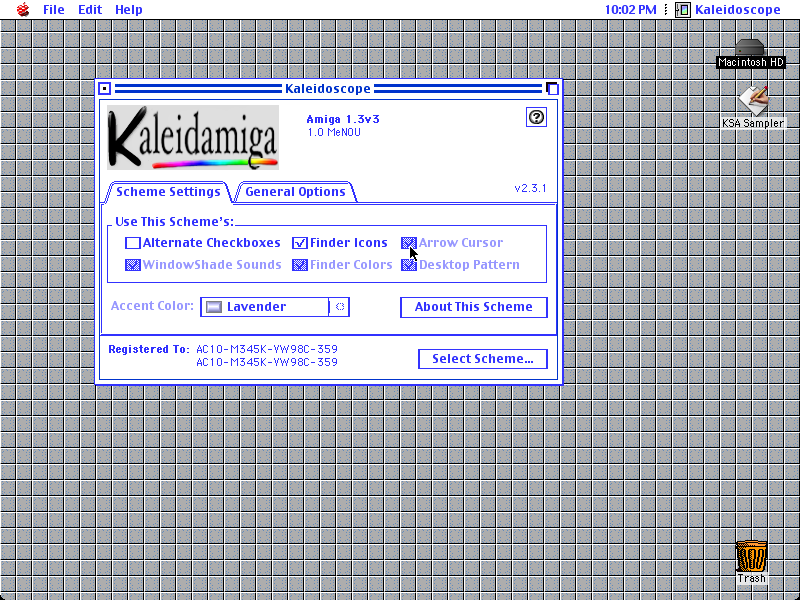 File Edit Help 10:02 PM Kaleidoscope
Macintosh HD
KSA Sampler
Kaleidoscope
Kaleidamiga
Amiga 1.3v3
1.0 MeNOU
?
Scheme Settings General Options v2.3.1
Use This Scheme's:
Alternate Checkboxes Finder Icons Arrow Cursor
WindowShade Sounds Finder Colors Desktop Pattern
Accent Color: Lavender About This Scheme
Registered To: AC10-M345K-VW98C-359
AC10-M345K-VW98C-359
Select Scheme...
Trash